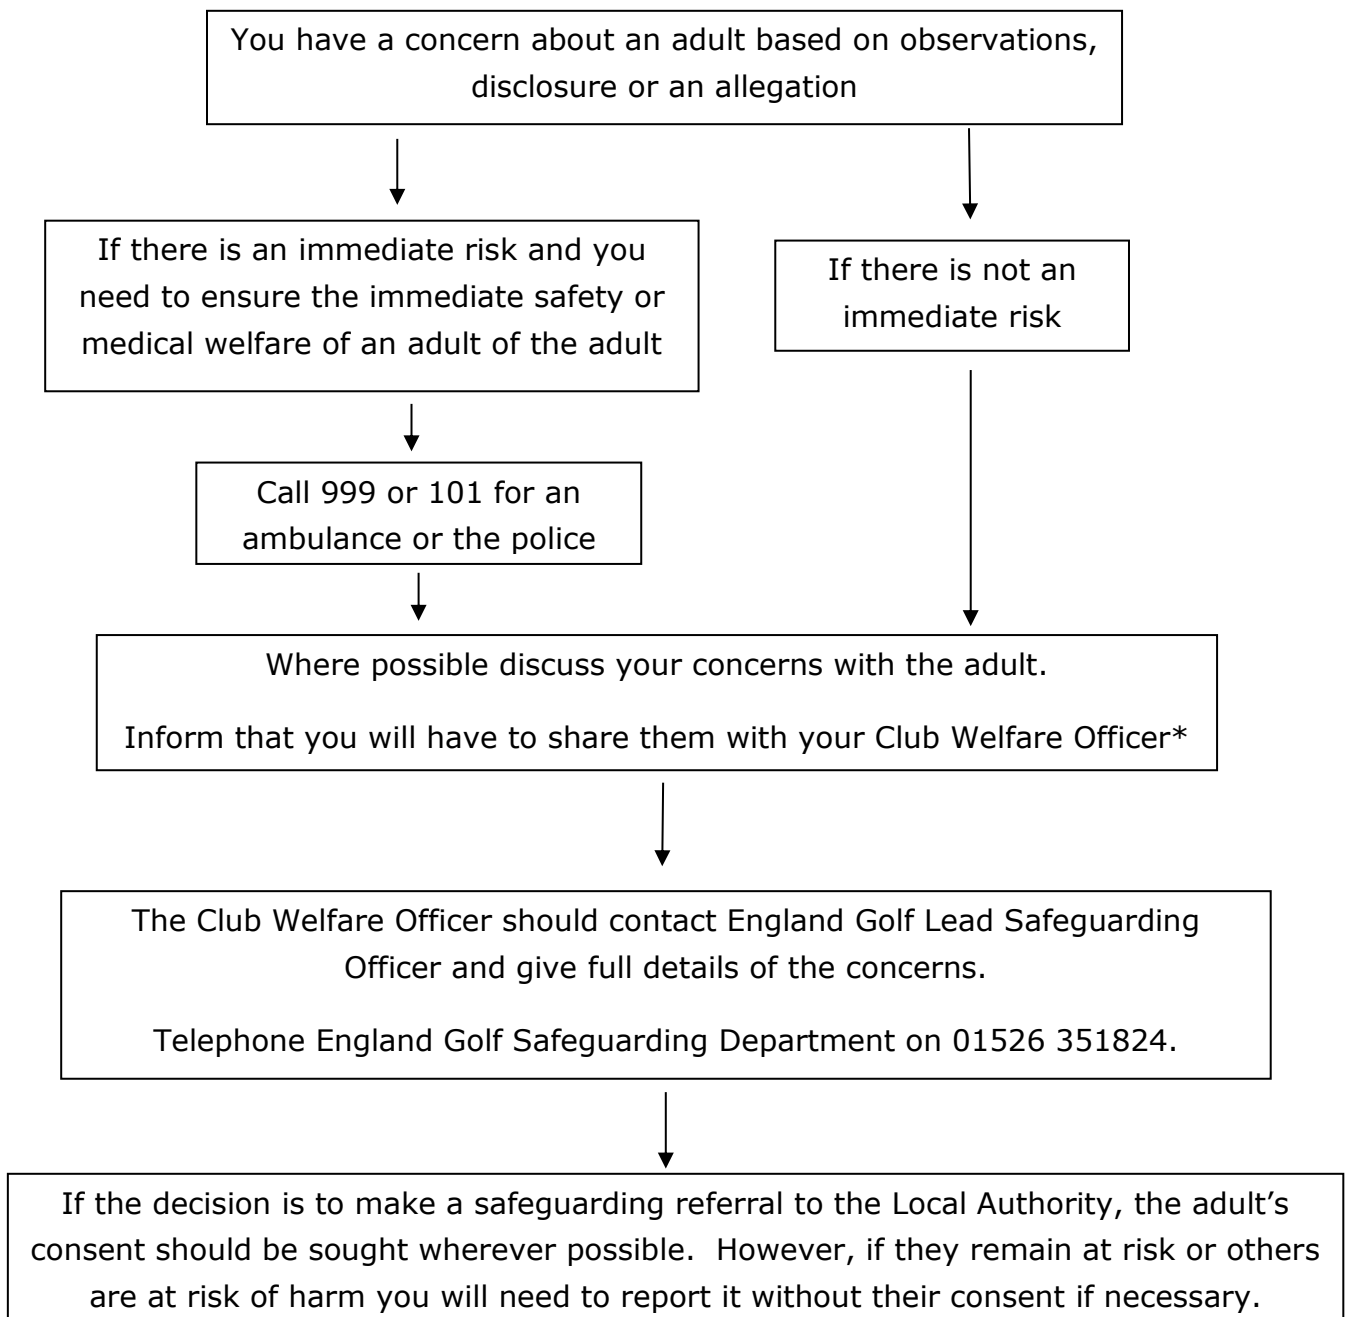 You have a concern about an adult based on observations,
disclosure or an allegation
If there is an immediate risk and you
need to ensure the immediate safety or
medical welfare of an adult of the adult
If there is not an
immediate risk
Call 999 or 101 for an
ambulance or the police
Where possible discuss your concerns with the adult.
Inform that you will have to share them with your Club Welfare Officer*
The Club Welfare Officer should contact England Golf Lead Safeguarding
Officer and give full details of the concerns.
Telephone England Golf Safeguarding Department on 01526 351824.
If the decision is to make a safeguarding referral to the Local Authority, the adult’s
consent should be sought wherever possible.  However, if they remain at risk or others
are at risk of harm you will need to report it without their consent if necessary.